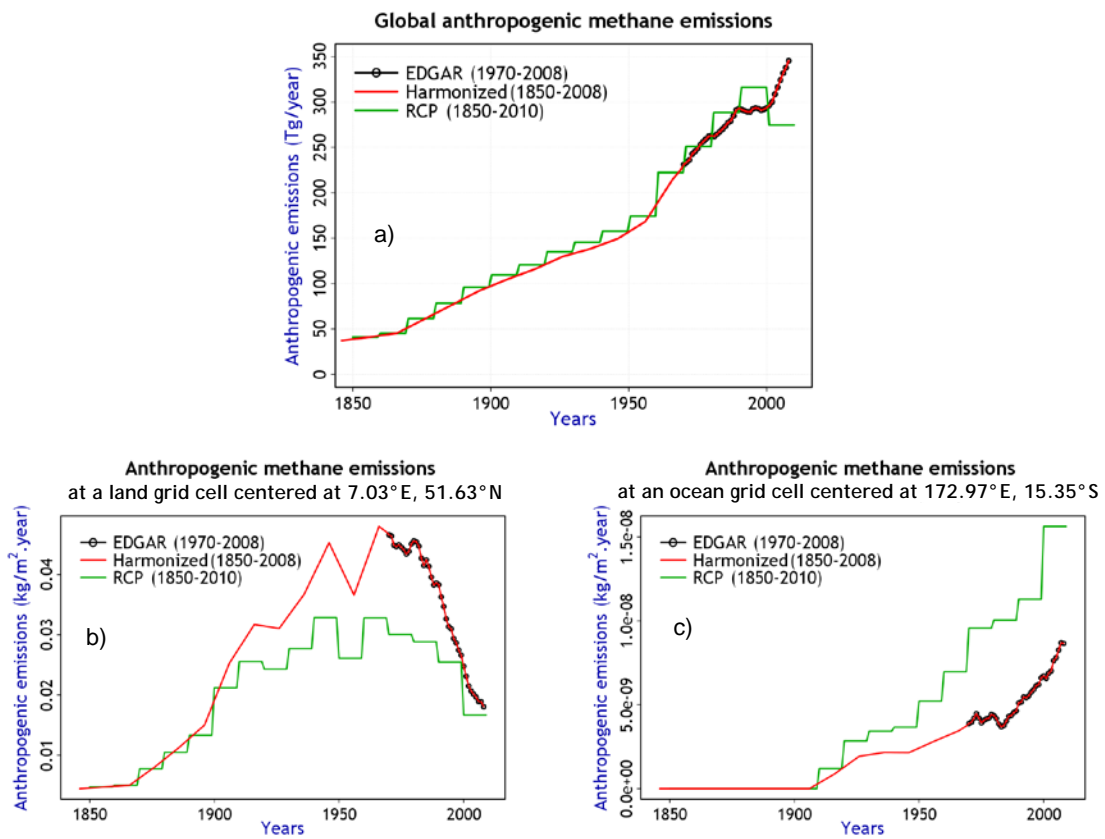 Global anthropogenic methane emissions
Anthropogenic emissions (Tg/year)
350
300
250
200
150
100
50
0
EDGAR (1970-2008)
Harmonized (1850-2008)
RCP (1850-2010)
a)
1850 1900 1950 2000
Years
Anthropogenic methane emissions
at a land grid cell centered at 7.03°E, 51.63°N
Anthropogenic emissions (kg/m².year)
0.04
0.03
0.02
0.01
EDGAR (1970-2008)
Harmonized (1850-2008)
RCP (1850-2010)
b)
1850 1900 1950 2000
Years
Anthropogenic methane emissions
at an ocean grid cell centered at 172.97°E, 15.35°S
Anthropogenic emissions (kg/m².year)
1.5e-08
1.0e-08
5.0e-09
0.0e+00
EDGAR (1970-2008)
Harmonized (1850-2008)
RCP (1850-2010)
c)
1850 1900 1950 2000
Years